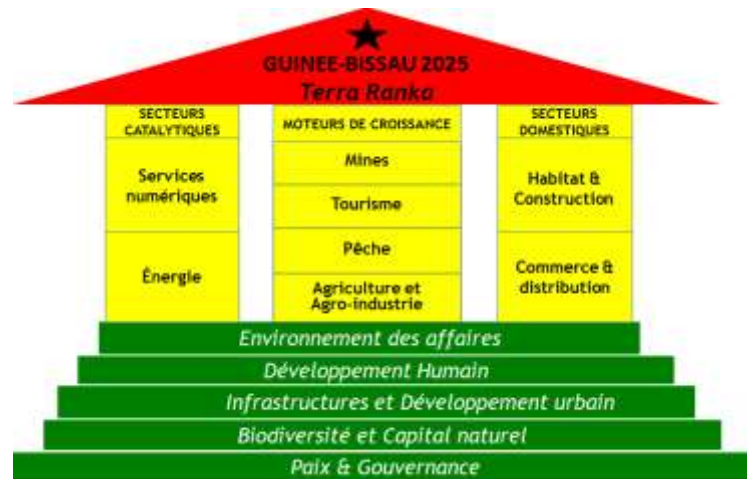 GUINEE-BISSAU 2025
Terra Ranka
SECTEURS
CATALYTIQUES
Services
numériques
Énergie
MOTEURS DE CROISSANCE
Mines
Tourisme
Pêche
Agriculture et
Agro-industrie
SECTEURS
DOMESTIQUES
Habitat &
Construction
Commerce &
distribution
Environnement des affaires
Développement Humain
Infrastructures et Développement urbain
Biodiversité et Capital naturel
Paix & Gouvernance